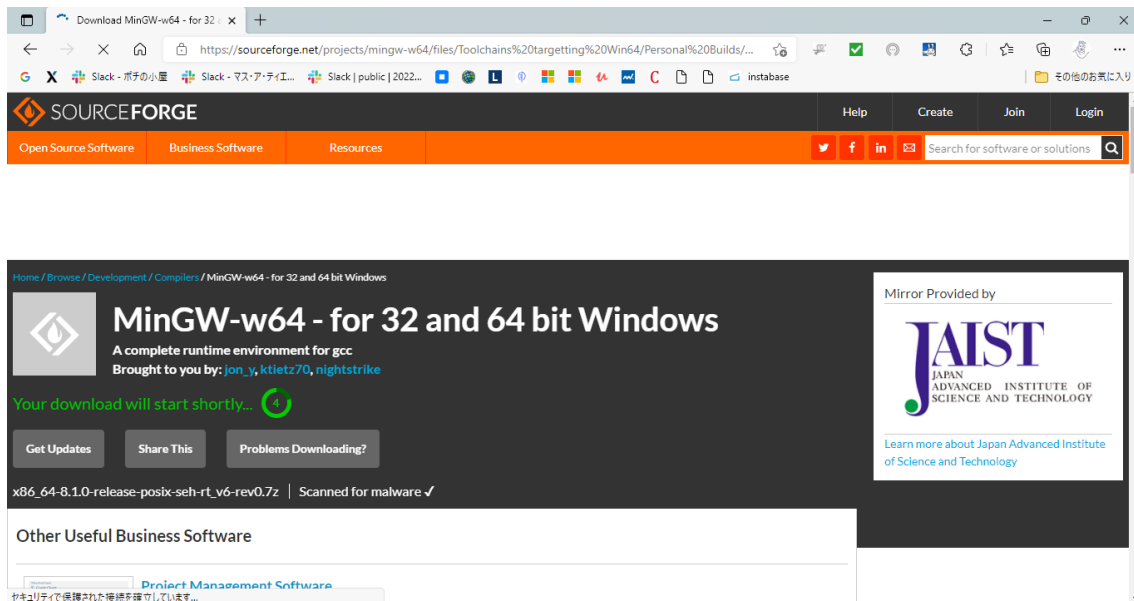 Download MinGW-w64 - for 32
https://sourceforge.net/projects/mingw-w64/files/Toolchains%20targetting%20Win64/Personal%20Builds/...
Slack - ポチの小屋 Slack - マス・ア・ティエ... Slack | public | 2022... instabase その他のお気に入り
SOURCEFORGE Help Create Join Login
Open Source Software Business Software Resources Search for software or solutions
Home / Browse / Development / Compilers / MinGW-w64 - for 32 and 64 bit Windows
MinGW-w64 - for 32 and 64 bit Windows
A complete runtime environment for gcc
Brought to you by: jon_y, ktietz70, nightstrike
Your download will start shortly... 4
Get Updates Share This Problems Downloading?
x86_64-8.1.0-release-posix-seh-rt_v6-rev0.7z Scanned for malware ✓
Mirror Provided by
JAIST
JAPAN
ADVANCED INSTITUTE OF
SCIENCE AND TECHNOLOGY
Learn more about Japan Advanced Institute
of Science and Technology
Other Useful Business Software
Project Management Software
セキュリティで保護された接続を確立しています...